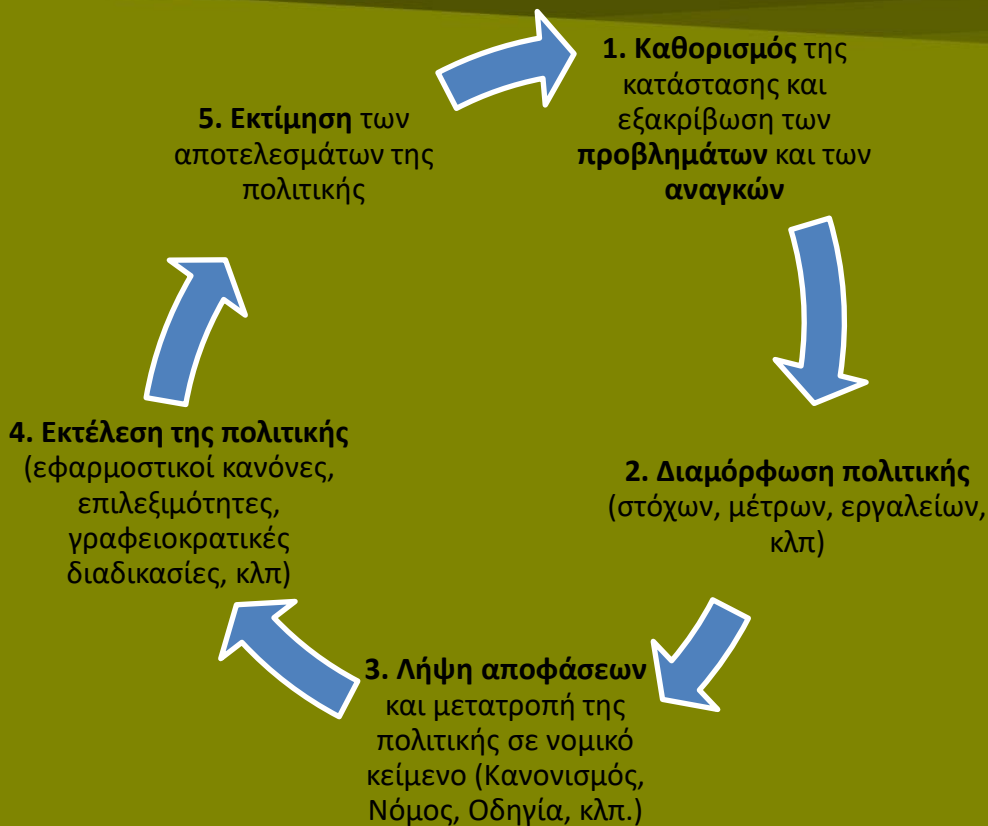 1. Καθορισμός της
κατάστασης και
εξακρίβωση των
προβλημάτων και των
αναγκών
2. Διαμόρφωση πολιτικής
(στόχων, μέτρων, εργαλείων,
κλπ)
3. Λήψη αποφάσεων
και μετατροπή της
πολιτικής σε νομικό
κείμενο (Κανονισμός,
Νόμος, Οδηγία, κλπ.)
4. Εκτέλεση της πολιτικής
(εφαρμοστικοί κανόνες,
επιλεξιμότητες,
γραφειοκρατικές
διαδικασίες, κλπ)
5. Εκτίμηση των
αποτελεσμάτων της
πολιτικής